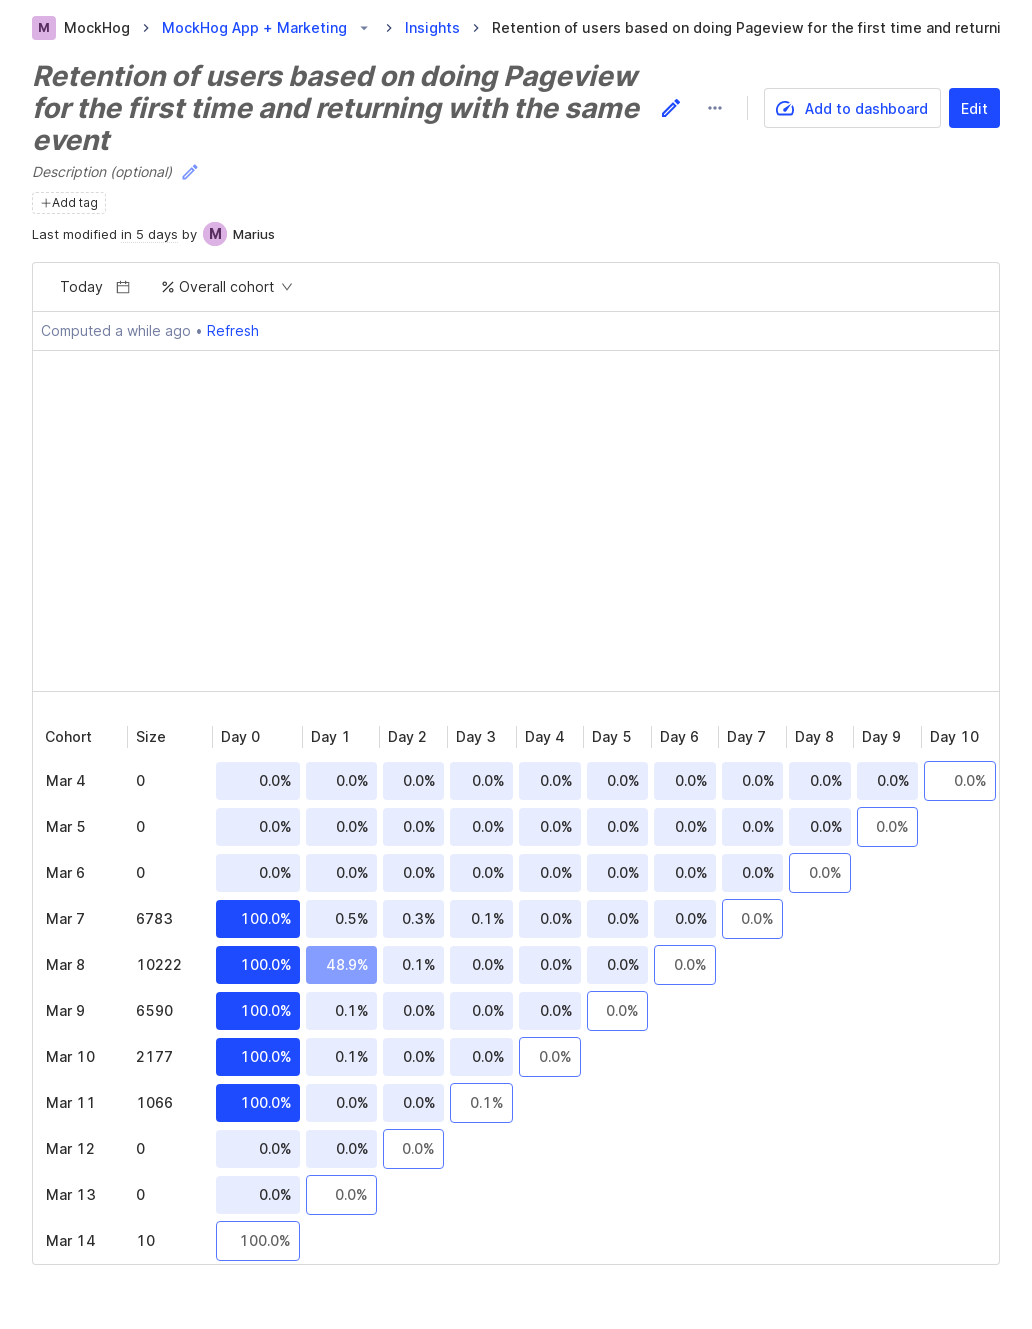 M MockHog > MockHog App + Marketing > Insights > Retention of users based on doing Pageview for the first time and returni
Retention of users based on doing Pageview
for the first time and returning with the same
event
Add to dashboard Edit
Description (optional)
+Add tag
Last modified in 5 days by M Marius
Today % Overall cohort
Computed a while ago • Refresh
Cohort Size Day 0 Day 1 Day 2 Day 3 Day 4 Day 5 Day 6 Day 7 Day 8 Day 9 Day 10
Mar 4 0 0.0% 0.0% 0.0% 0.0% 0.0% 0.0% 0.0% 0.0% 0.0% 0.0% 0.0%
Mar 5 0 0.0% 0.0% 0.0% 0.0% 0.0% 0.0% 0.0% 0.0% 0.0% 0.0%
Mar 6 0 0.0% 0.0% 0.0% 0.0% 0.0% 0.0% 0.0% 0.0% 0.0%
Mar 7 6783 100.0% 0.5% 0.3% 0.1% 0.0% 0.0% 0.0% 0.0%
Mar 8 10222 100.0% 48.9% 0.1% 0.0% 0.0% 0.0% 0.0%
Mar 9 6590 100.0% 0.1% 0.0% 0.0% 0.0% 0.0%
Mar 10 2177 100.0% 0.1% 0.0% 0.0% 0.0%
Mar 11 1066 100.0% 0.0% 0.0% 0.1%
Mar 12 0 0.0% 0.0% 0.0%
Mar 13 0 0.0% 0.0%
Mar 14 10 100.0%